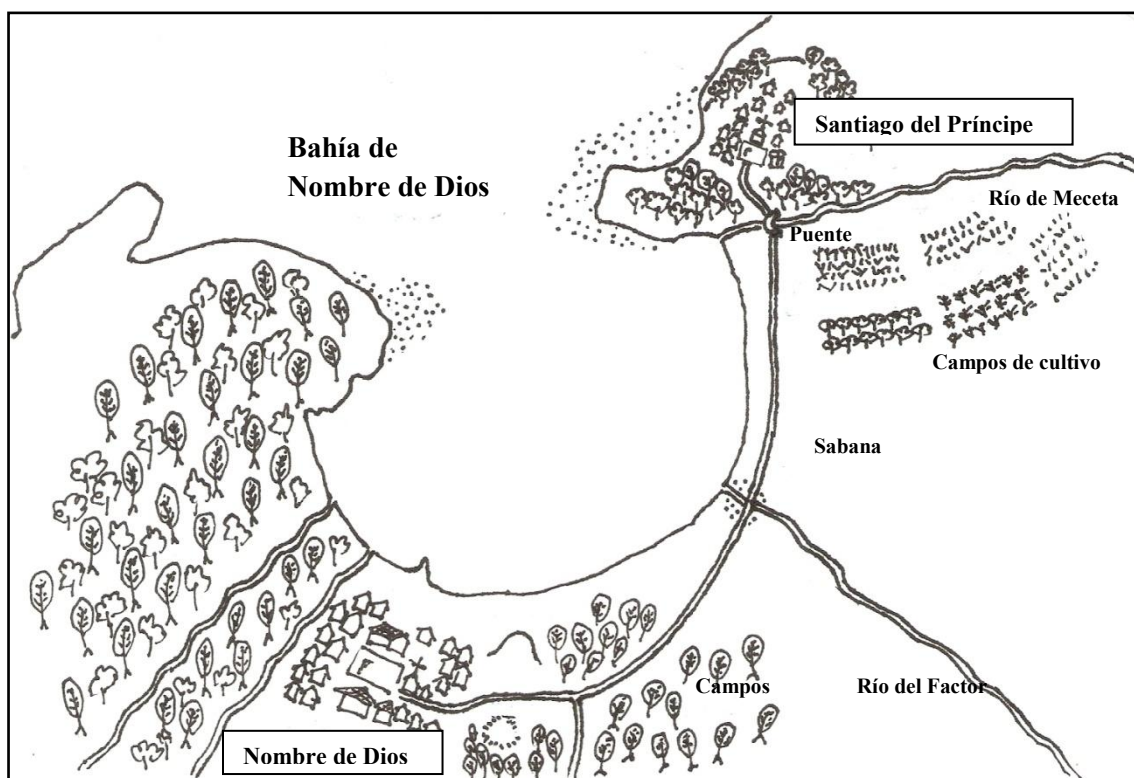 Santiago del Príncipe
Bahía de
Nombre de Dios
Río de Meceta
Puente
Campos de cultivo
Sabana
Campos
Río del Factor
Nombre de Dios